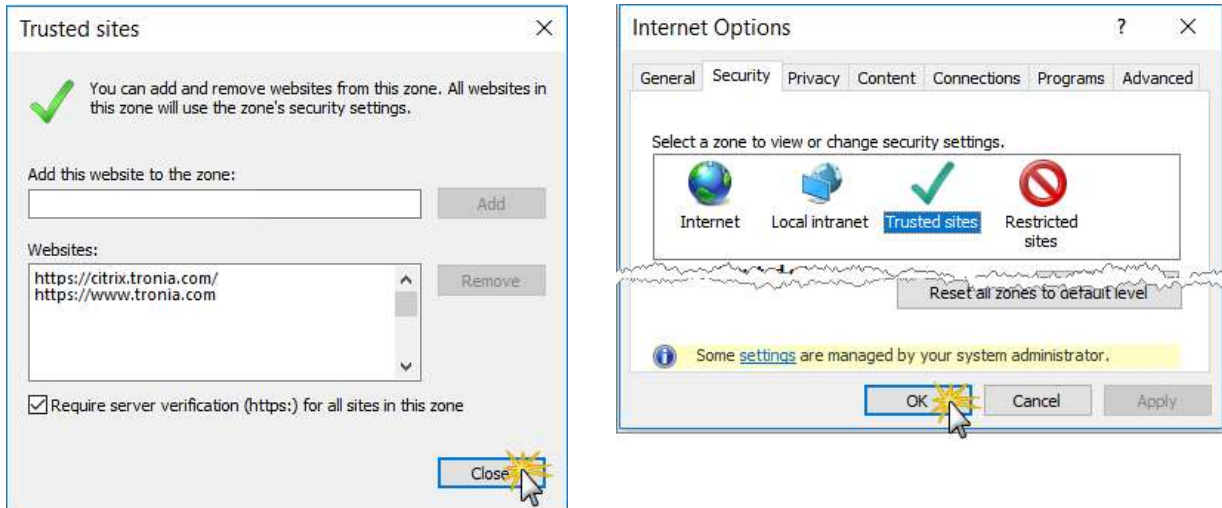 Trusted sites
You can add and remove websites from this zone. All websites in
this zone will use the zone's security settings.
Add this website to the zone:
Add
Websites:
https://citrix.tronia.com/
https://www.tronia.com
Remove
Require server verification (https:) for all sites in this zone
Close
Internet Options
?
General Security Privacy Content Connections Programs Advanced
Select a zone to view or change security settings.
Internet Local intranet Trusted sites Restricted
sites
Reset all zones to default level
Some settings are managed by your system administrator.
OK Cancel Apply